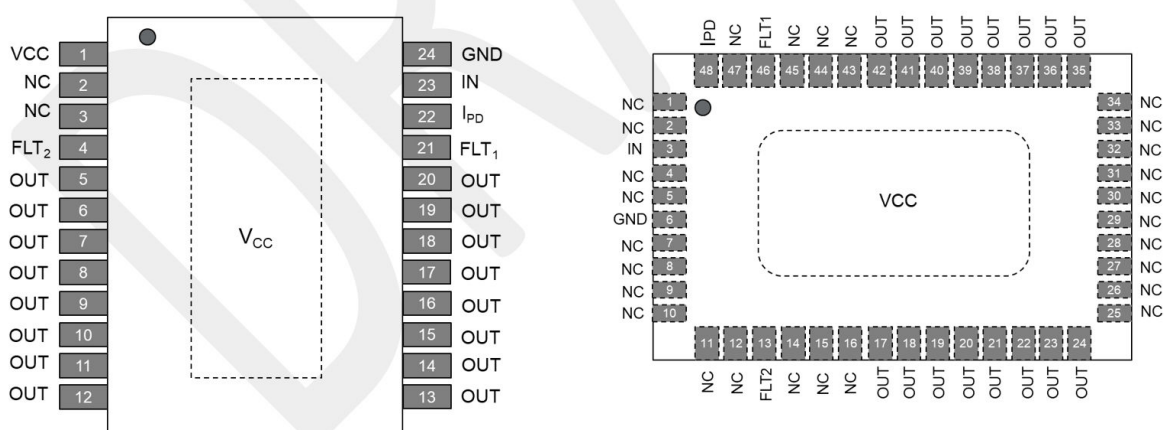 VCC 1 24 GND
NC 2 23 IN
NC 3 22 IPD
FLT2 4 21 FLT1
OUT 5 20 OUT
OUT 6 19 OUT
OUT 7 18 OUT
OUT 8 17 OUT
OUT 9 16 OUT
OUT 10 15 OUT
OUT 11 14 OUT
OUT 12 13 OUT
VCC
IPD NC FLT1 NC NC NC OUT OUT OUT OUT OUT OUT OUT OUT
48 47 46 45 44 43 42 41 40 39 38 37 36 35
NC 1 34 NC
NC 2 33 NC
IN 3 32 NC
NC 4 31 NC
NC 5 30 NC
GND 6 29 NC
NC 7 28 NC
NC 8 27 NC
NC 9 26 NC
NC 10 25 NC
VCC
11 12 13 14 15 16 17 18 19 20 21 22 23 24
NC NC FLT2 NC NC NC OUT OUT OUT OUT OUT OUT OUT OUT